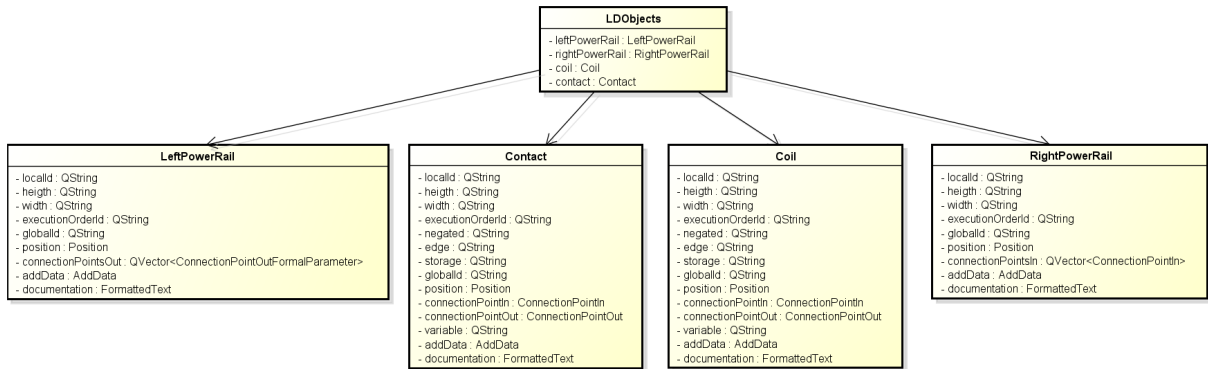 LDObjects
- leftPowerRail : LeftPowerRail
- rightPowerRail : RightPowerRail
- coil : Coil
- contact : Contact
LeftPowerRail
- localId : QString
- heigth : QString
- width : QString
- executionOrderId : QString
- globalId : QString
- position : Position
- connectionPointsOut : QVector<ConnectionPointOutFormalParameter>
- addData : AddData
- documentation : FormattedText
Contact
- localId : QString
- heigth : QString
- width : QString
- executionOrderId : QString
- negated : QString
- edge : QString
- storage : QString
- globalId : QString
- position : Position
- connectionPointIn : ConnectionPointIn
- connectionPointOut : ConnectionPointOut
- variable : QString
- addData : AddData
- documentation : FormattedText
Coil
- localId : QString
- heigth : QString
- width : QString
- executionOrderId : QString
- negated : QString
- edge : QString
- storage : QString
- globalId : QString
- position : Position
- connectionPointIn : ConnectionPointIn
- connectionPointOut : ConnectionPointOut
- variable : QString
- addData : AddData
- documentation : FormattedText
RightPowerRail
- localId : QString
- heigth : QString
- width : QString
- executionOrderId : QString
- globalId : QString
- position : Position
- connectionPointsIn : QVector<ConnectionPointIn>
- addData : AddData
- documentation : FormattedText